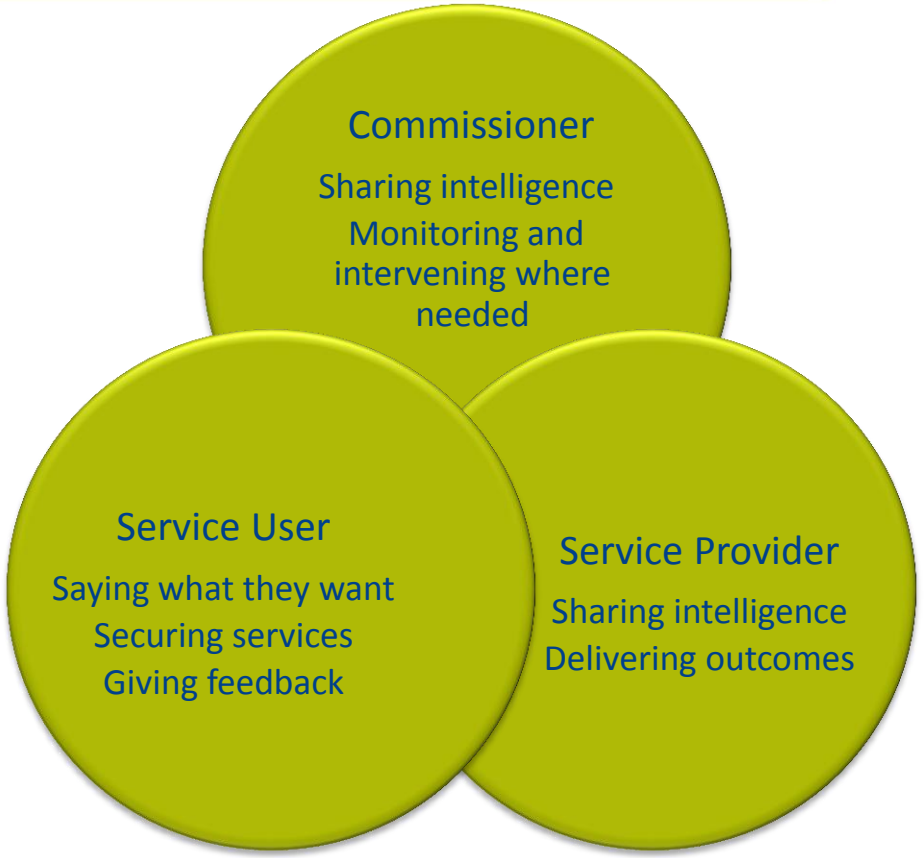 Commissioner
Sharing intelligence
Monitoring and
intervening where
needed
Service User
Saying what they want
Securing services
Giving feedback
Service Provider
Sharing intelligence
Delivering outcomes